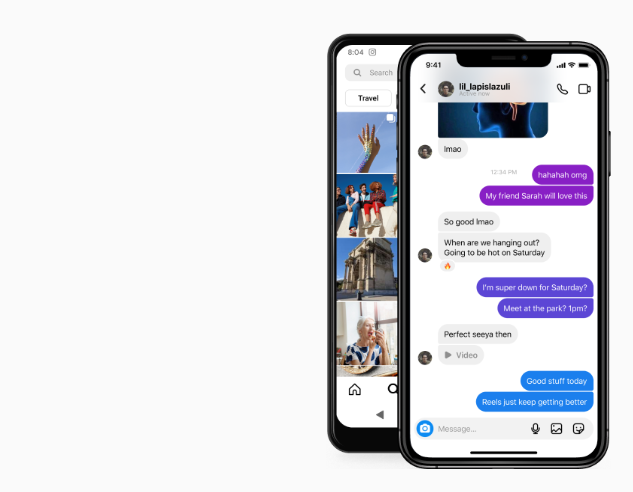 8:04
Search
Travel
9:41
lil_lapislazuli
Active now
lmao
12:34 PM
hahahah omg
My friend Sarah will love this
So good lmao
When are we hanging out?
Going to be hot on Saturday
I'm super down for Saturday?
Meet at the park? 1pm?
Perfect seeya then
Video
Good stuff today
Reels just keep getting better
Message...